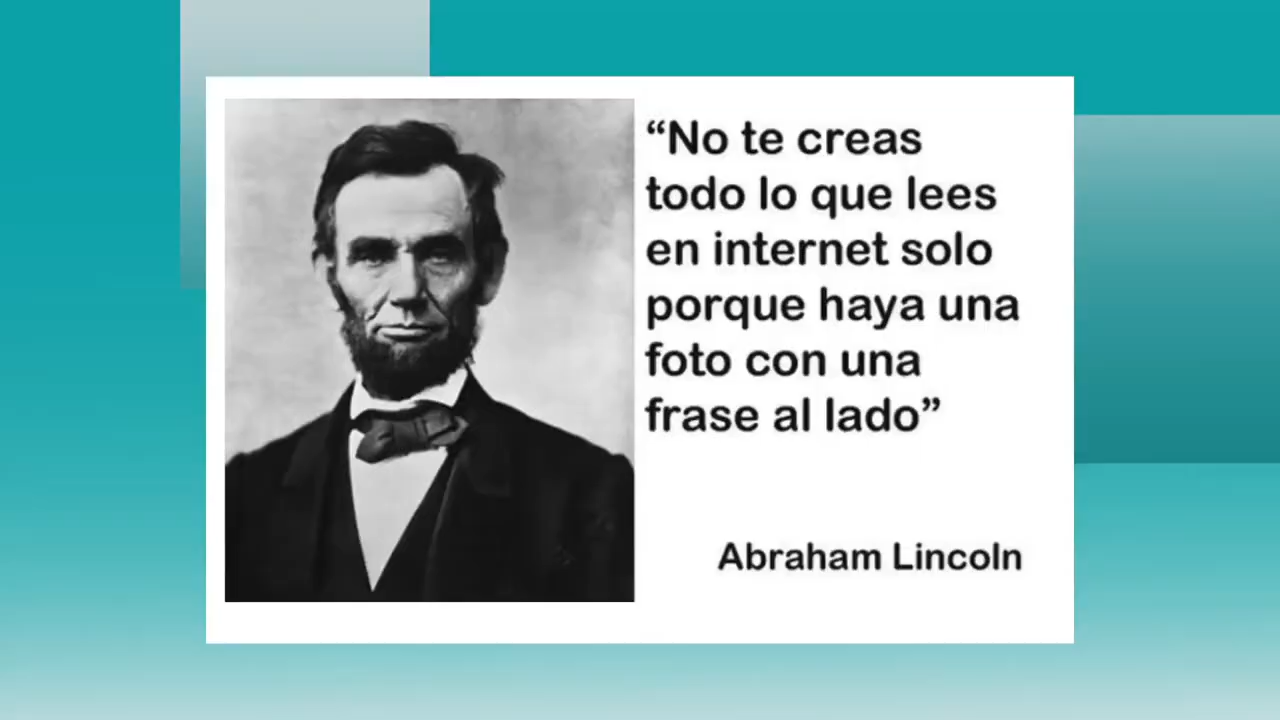 “No te creas
todo lo que lees
en internet solo
porque haya una
foto con una
frase al lado”
Abraham Lincoln